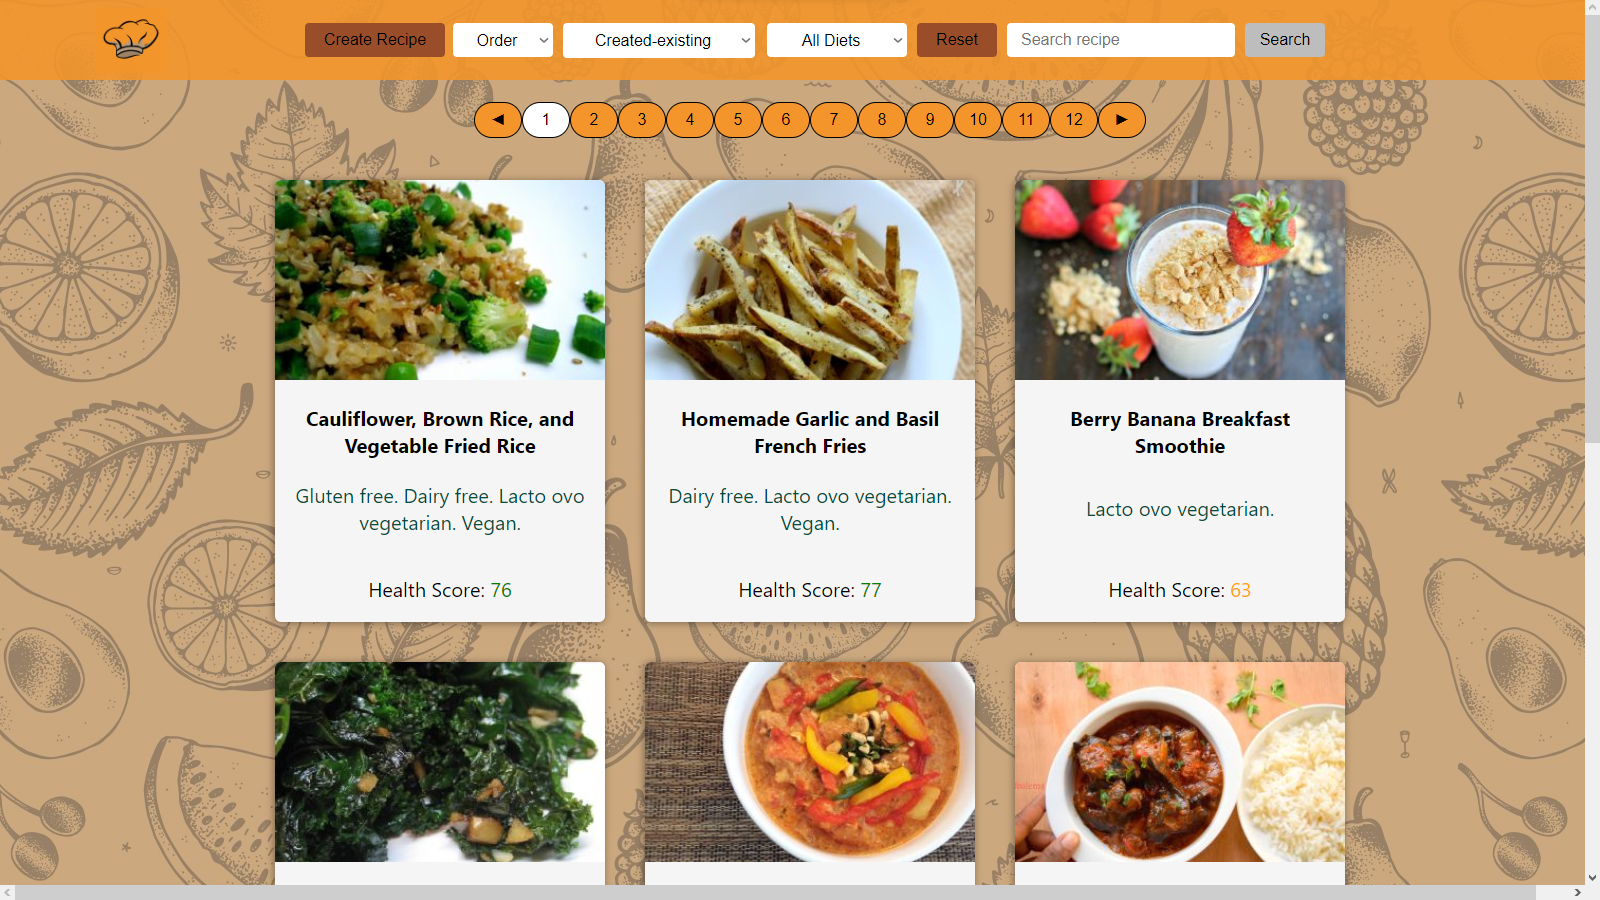 Create Recipe
Order
Created-existing
All Diets
Reset
Search recipe
Search
◄ 1 2 3 4 5 6 7 8 9 10 11 12 ►
Cauliflower, Brown Rice, and
Vegetable Fried Rice
Gluten free. Dairy free. Lacto ovo
vegetarian. Vegan.
Health Score: 76
Homemade Garlic and Basil
French Fries
Dairy free. Lacto ovo vegetarian.
Vegan.
Health Score: 77
Berry Banana Breakfast
Smoothie
Lacto ovo vegetarian.
Health Score: 63